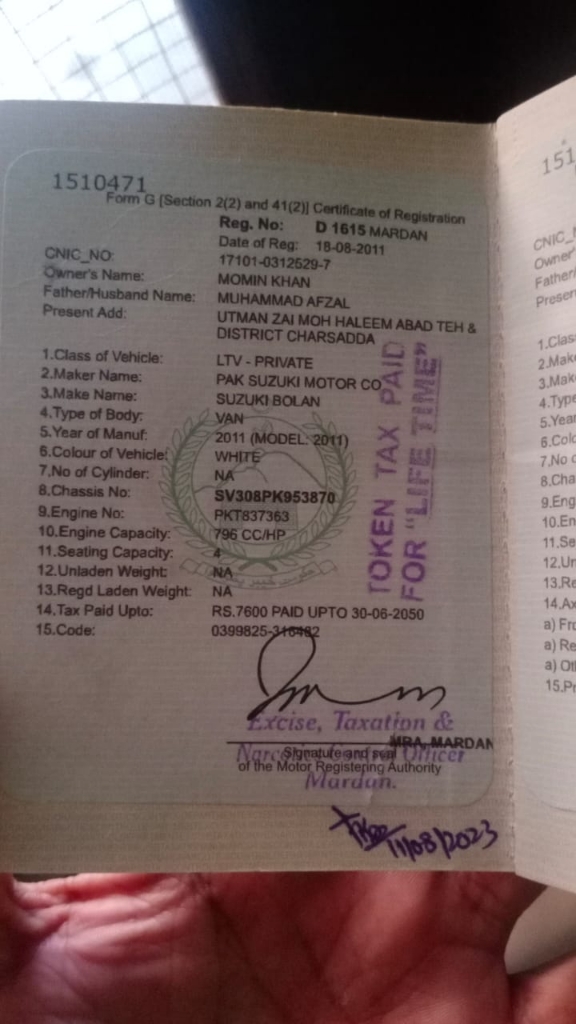 1510471
Form G [Section 2(2) and 41(2)] Certificate of Registration
Reg. No: D 1615 MARDAN
Date of Reg: 18-08-2011
CNIC_NO: 17101-0312529-7
Owner's Name: MOMIN KHAN
Father/Husband Name: MUHAMMAD AFZAL
Present Add: UTMAN ZAI MOH HALEEM ABAD TEH &
DISTRICT CHARSADDA
1.Class of Vehicle: LTV - PRIVATE
2.Maker Name: PAK SUZUKI MOTOR CO
3.Make Name: SUZUKI BOLAN
4.Type of Body: VAN
5.Year of Manuf: 2011 (MODEL: 2011)
6.Colour of Vehicle: WHITE
7.No of Cylinder: NA
8.Chassis No: SV308PK953870
9.Engine No: PKT837363
10.Engine Capacity: 796 CC/HP
11.Seating Capacity: 4
12.Unladen Weight: NA
13.Regd Laden Weight: NA
14.Tax Paid Upto: RS.7600 PAID UPTO 30-06-2050
15.Code: 0399825-316482
TOKEN TAX PAID
FOR "LIFE TIME"
Excise, Taxation &
MRA, MARDAN
Narcotic Control Officer
Signature and seal
of the Motor Registering Authority
Mardan.
11/08/2023
151
CNIC_
Owner'
Father
Presen
1.Clas
2.Make
3.Mak
4.Type
5.Year
6.Colo
7.No o
8.Cha
9.Eng
10.En
11.Se
12.Un
13.Re
14.Ax
a) Fro
a) Re
a) Ot
15.Pr